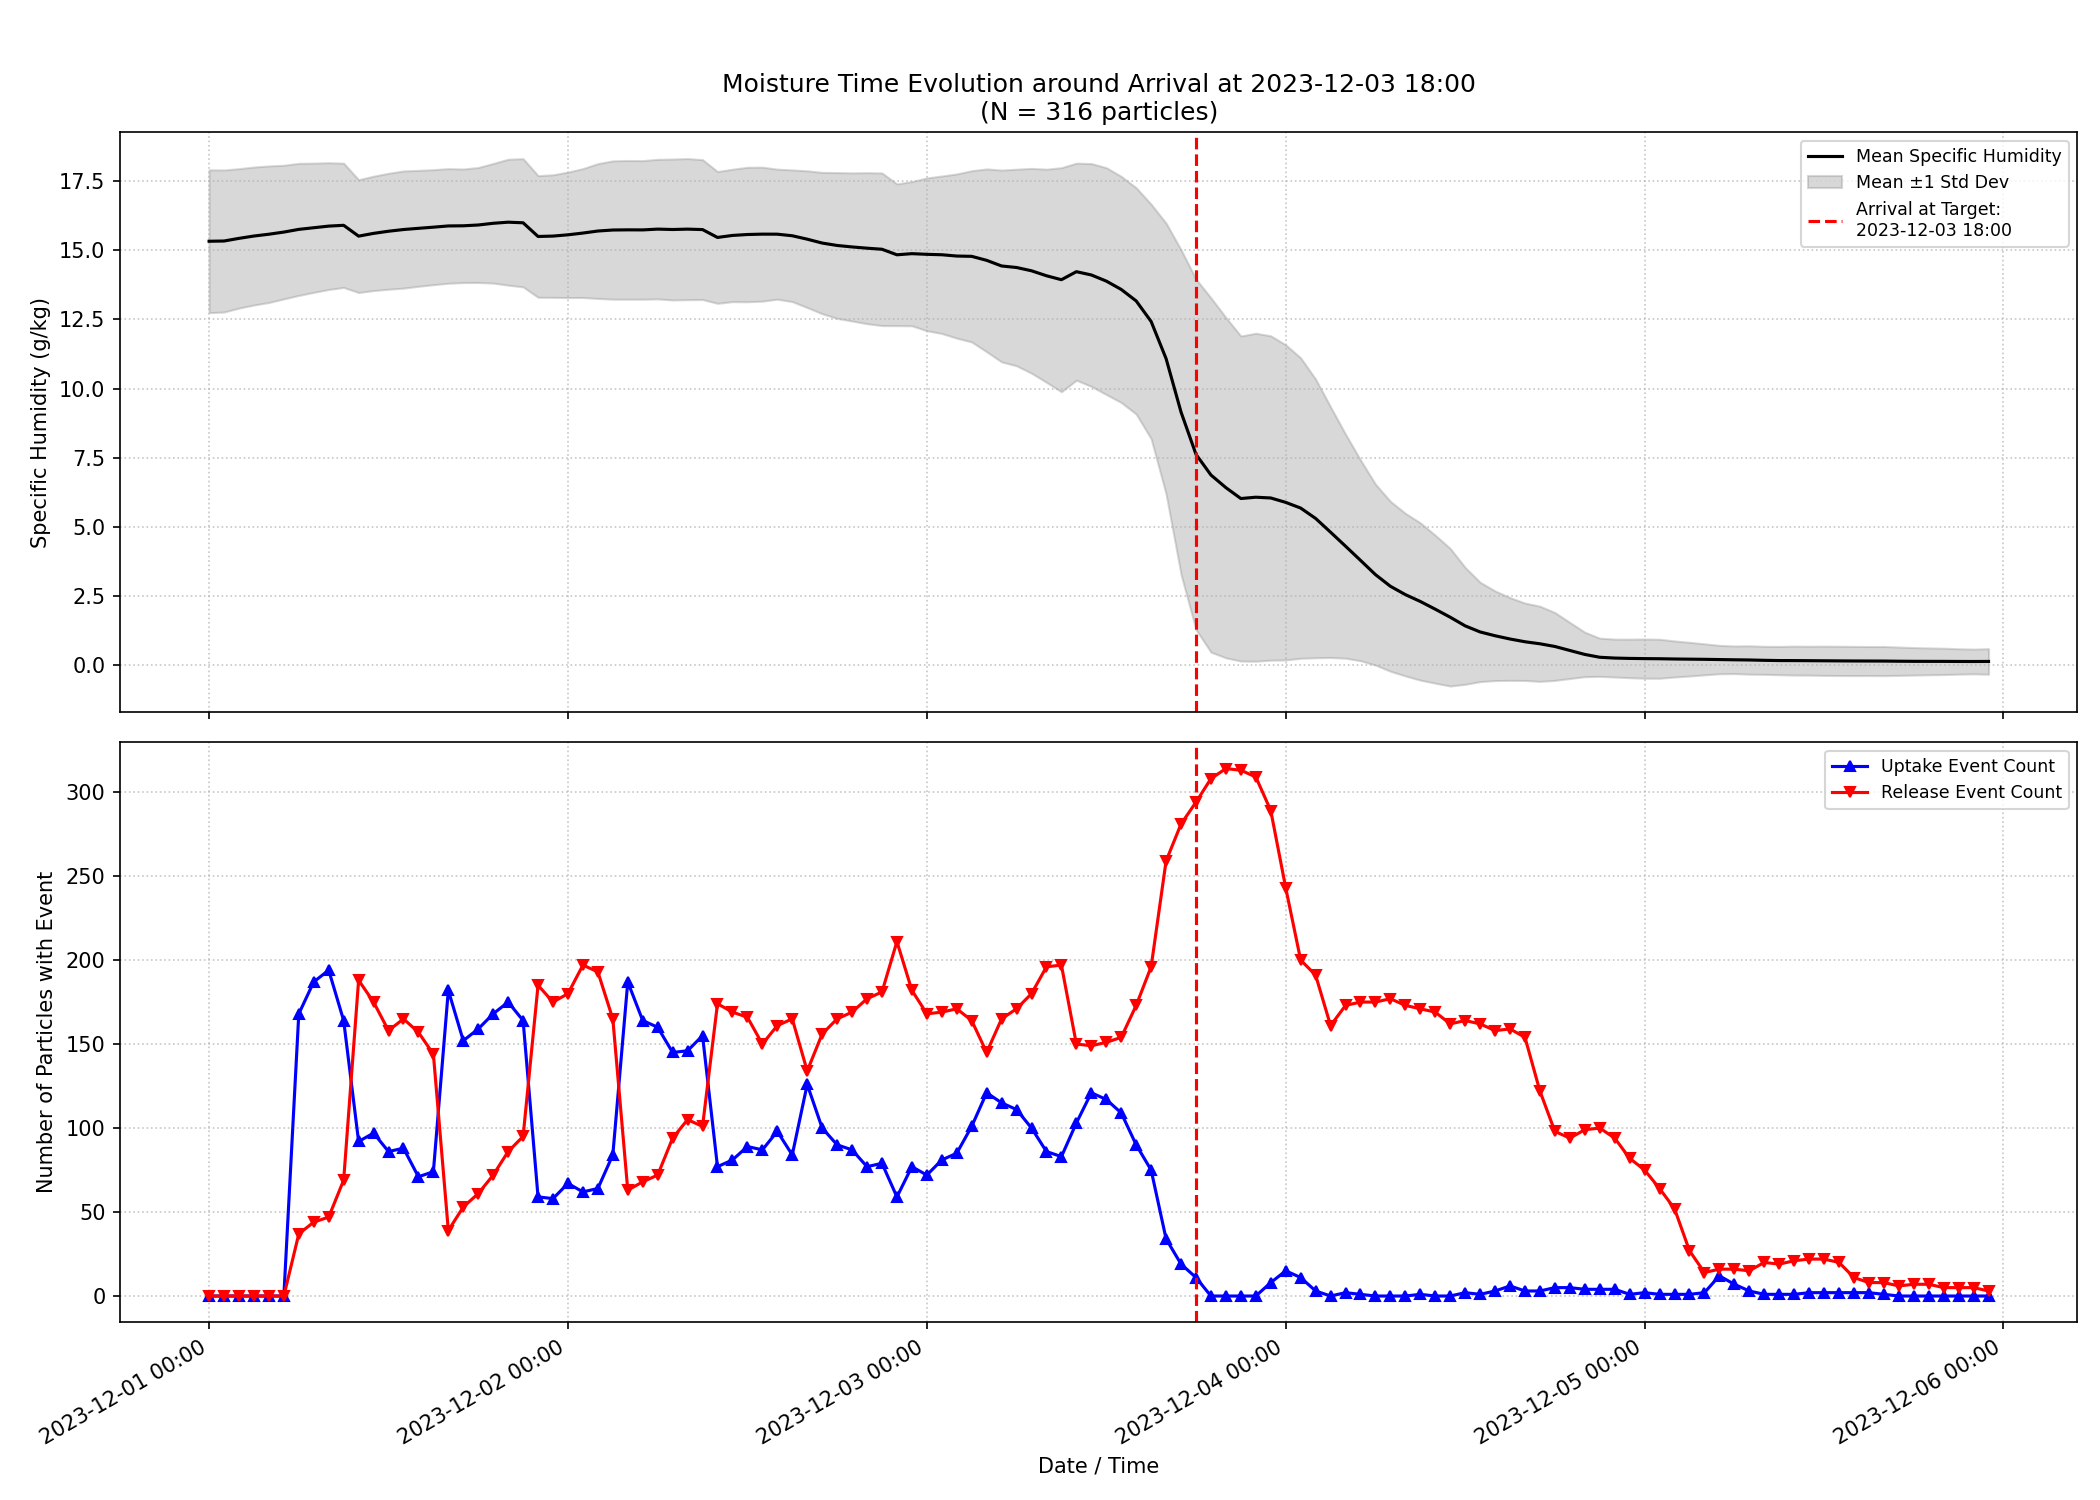 Moisture Time Evolution around Arrival at 2023-12-03 18:00
(N = 316 particles)
Specific Humidity (g/kg)
17.5
15.0
12.5
10.0
7.5
5.0
2.5
0.0
Mean Specific Humidity
Mean ±1 Std Dev
Arrival at Target:
2023-12-03 18:00
Number of Particles with Event
300
250
200
150
100
50
0
Uptake Event Count
Release Event Count
2023-12-01 00:00
2023-12-02 00:00
2023-12-03 00:00
2023-12-04 00:00
2023-12-05 00:00
2023-12-06 00:00
Date / Time